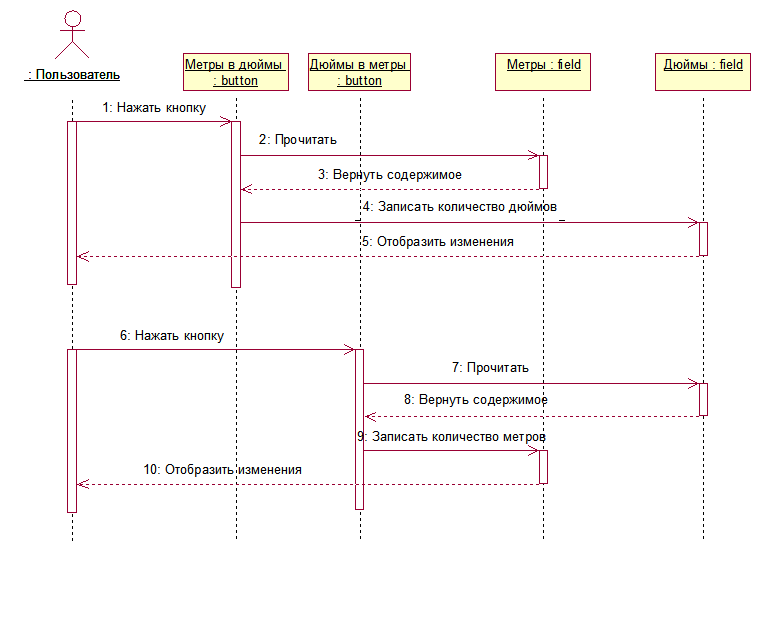 : Пользователь
Метры в дюймы
: button
Дюймы в метры
: button
Метры : field
Дюймы : field
1: Нажать кнопку
2: Прочитать
3: Вернуть содержимое
4: Записать количество дюймов
5: Отобразить изменения
6: Нажать кнопку
7: Прочитать
8: Вернуть содержимое
9: Записать количество метров
10: Отобразить изменения